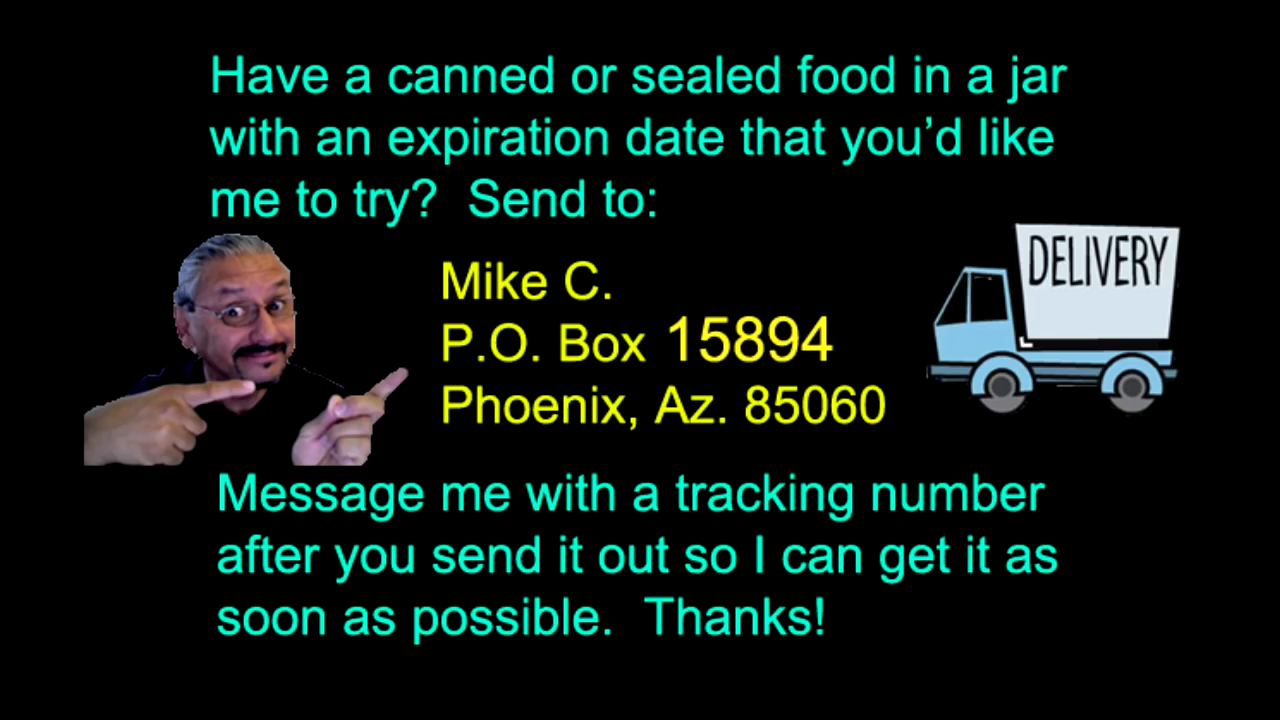 Have a canned or sealed food in a jar
with an expiration date that you’d like
me to try?  Send to:
DELIVERY
Mike C.
P.O. Box 15894
Phoenix, Az. 85060
Message me with a tracking number
after you send it out so I can get it as
soon as possible.  Thanks!